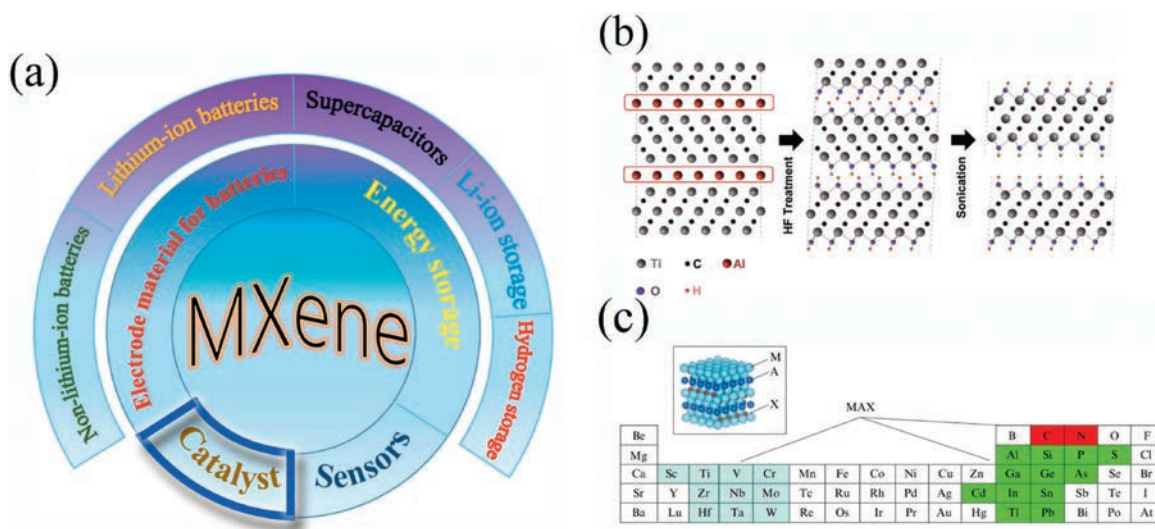 (a)
Lithium-ion batteries
Supercapacitors
Non-lithium-ion batteries
Electrode material for batteries
Energy storage
Li-ion storage
Hydrogen storage
MXene
Catalyst
Sensors
(b)
HF Treatment
Sonication
Ti C Al
O H
(c)
M
A
X
MAX
Be B C N O F
Mg Al Si P S Cl
Ca Sc Ti V Cr Mn Fe Co Ni Cu Zn Ga Ge As Se Br
Sr Y Zr Nb Mo Tc Ru Rh Pd Ag Cd In Sn Sb Te I
Ba Lu Hf Ta W Re Os Ir Pr Au Hg Tl Pb Bi Po At